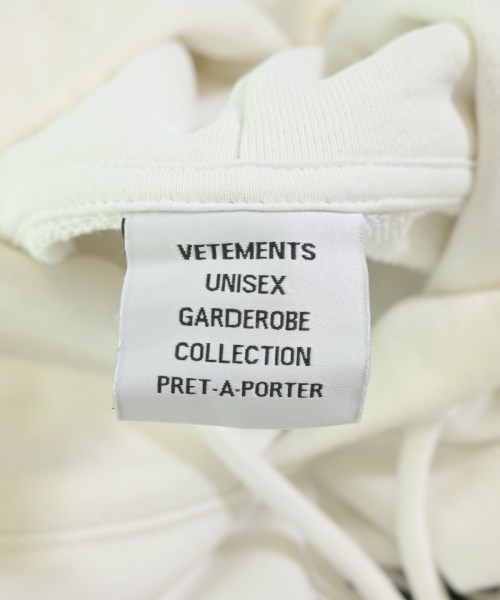 VETEMENTS
UNISEX
GARDEROBE
COLLECTION
PRET-A-PORTER